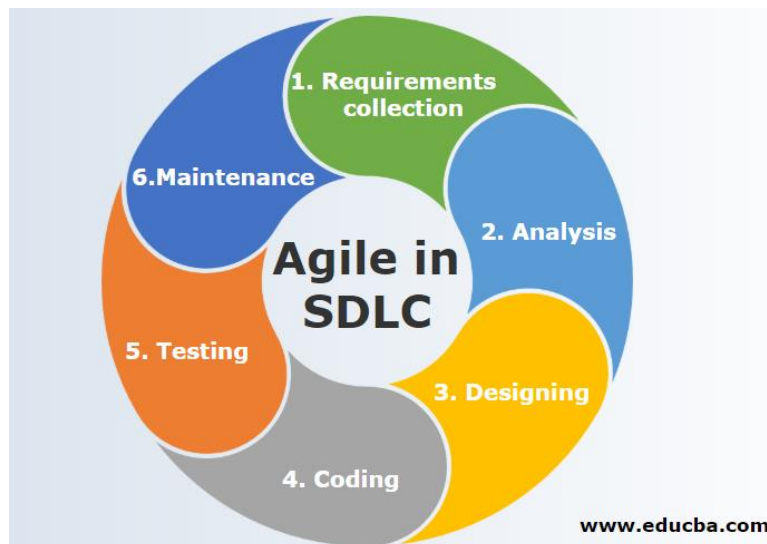 1. Requirements
collection
2. Analysis
3. Designing
4. Coding
5. Testing
6.Maintenance
Agile in
SDLC
www.educba.com